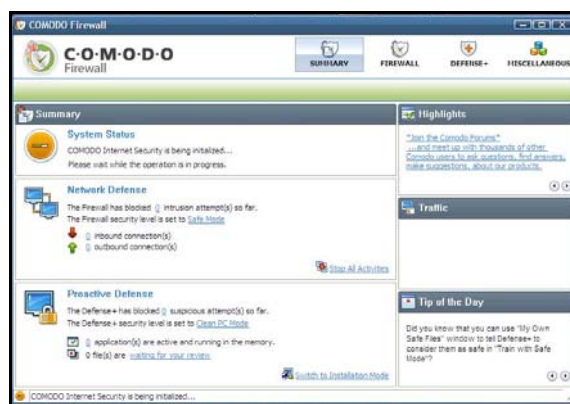 COMODO Firewall
C·O·M·O·D·O
Firewall
SUMMARY
FIREWALL
DEFENSE+
MISCELLANEOUS
Summary
System Status
COMODO Internet Security is being initialized...
Please wait while the operation is in progress.
Network Defense
The Firewall has blocked 0 intrusion attempt(s) so far.
The Firewall security level is set to Safe Mode
0 inbound connection(s)
0 outbound connection(s)
Stop All Activities
Proactive Defense
The Defense+ has blocked 0 suspicious attempt(s) so far.
The Defense+ security level is set to Clean PC Mode
0 application(s) are active and running in the memory.
0 file(s) are waiting for your review
Switch to Installation Mode
Highlights
"Join the Comodo Forums"
...and meet up with thousands of other
Comodo users to ask questions, find answers,
make suggestions, about our products.
Traffic
Tip of the Day
Did you know that you can use "My Own
Safe Files" window to tell Defense+ to
consider them as safe in "Train with Safe
Mode"?
COMODO Internet Security is being initialized...